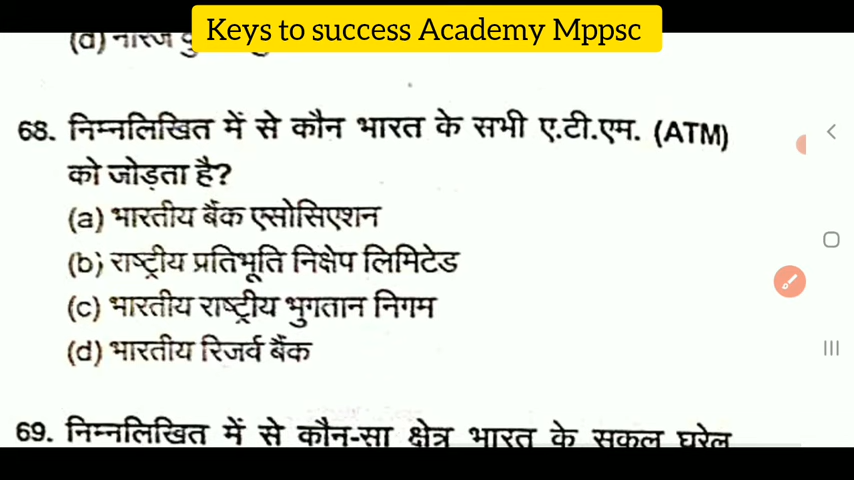 Keys to success Academy Mppsc
68. निम्नलिखित में से कौन भारत के सभी ए.टी.एम. (ATM)
को जोड़ता है?
(a) भारतीय बैंक एसोसिएशन
(b) राष्ट्रीय प्रतिभूति निक्षेप लिमिटेड
(c) भारतीय राष्ट्रीय भुगतान निगम
(d) भारतीय रिजर्व बैंक
69. निम्नलिखित में से कौन-सा क्षेत्र भारत के सकल घरेलू